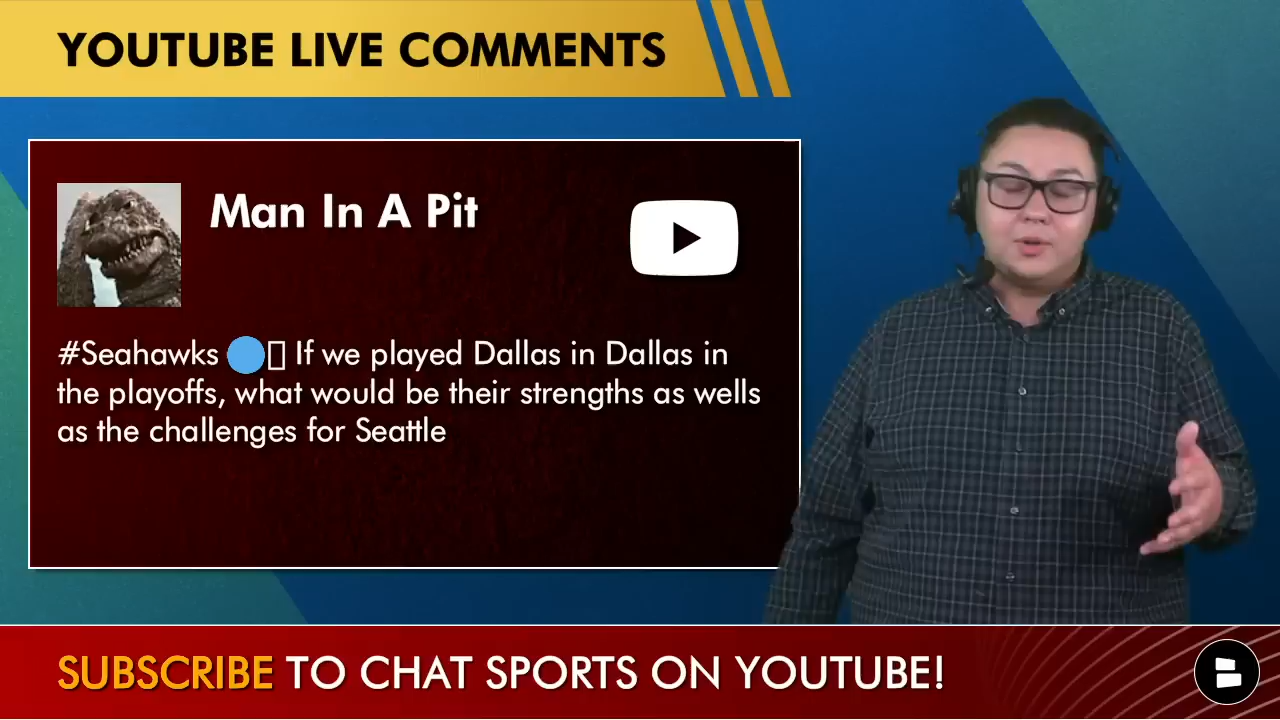 YOUTUBE LIVE COMMENTS
Man In A Pit
#Seahawks 🔵▯ If we played Dallas in Dallas in
the playoffs, what would be their strengths as wells
as the challenges for Seattle
SUBSCRIBE TO CHAT SPORTS ON YOUTUBE!